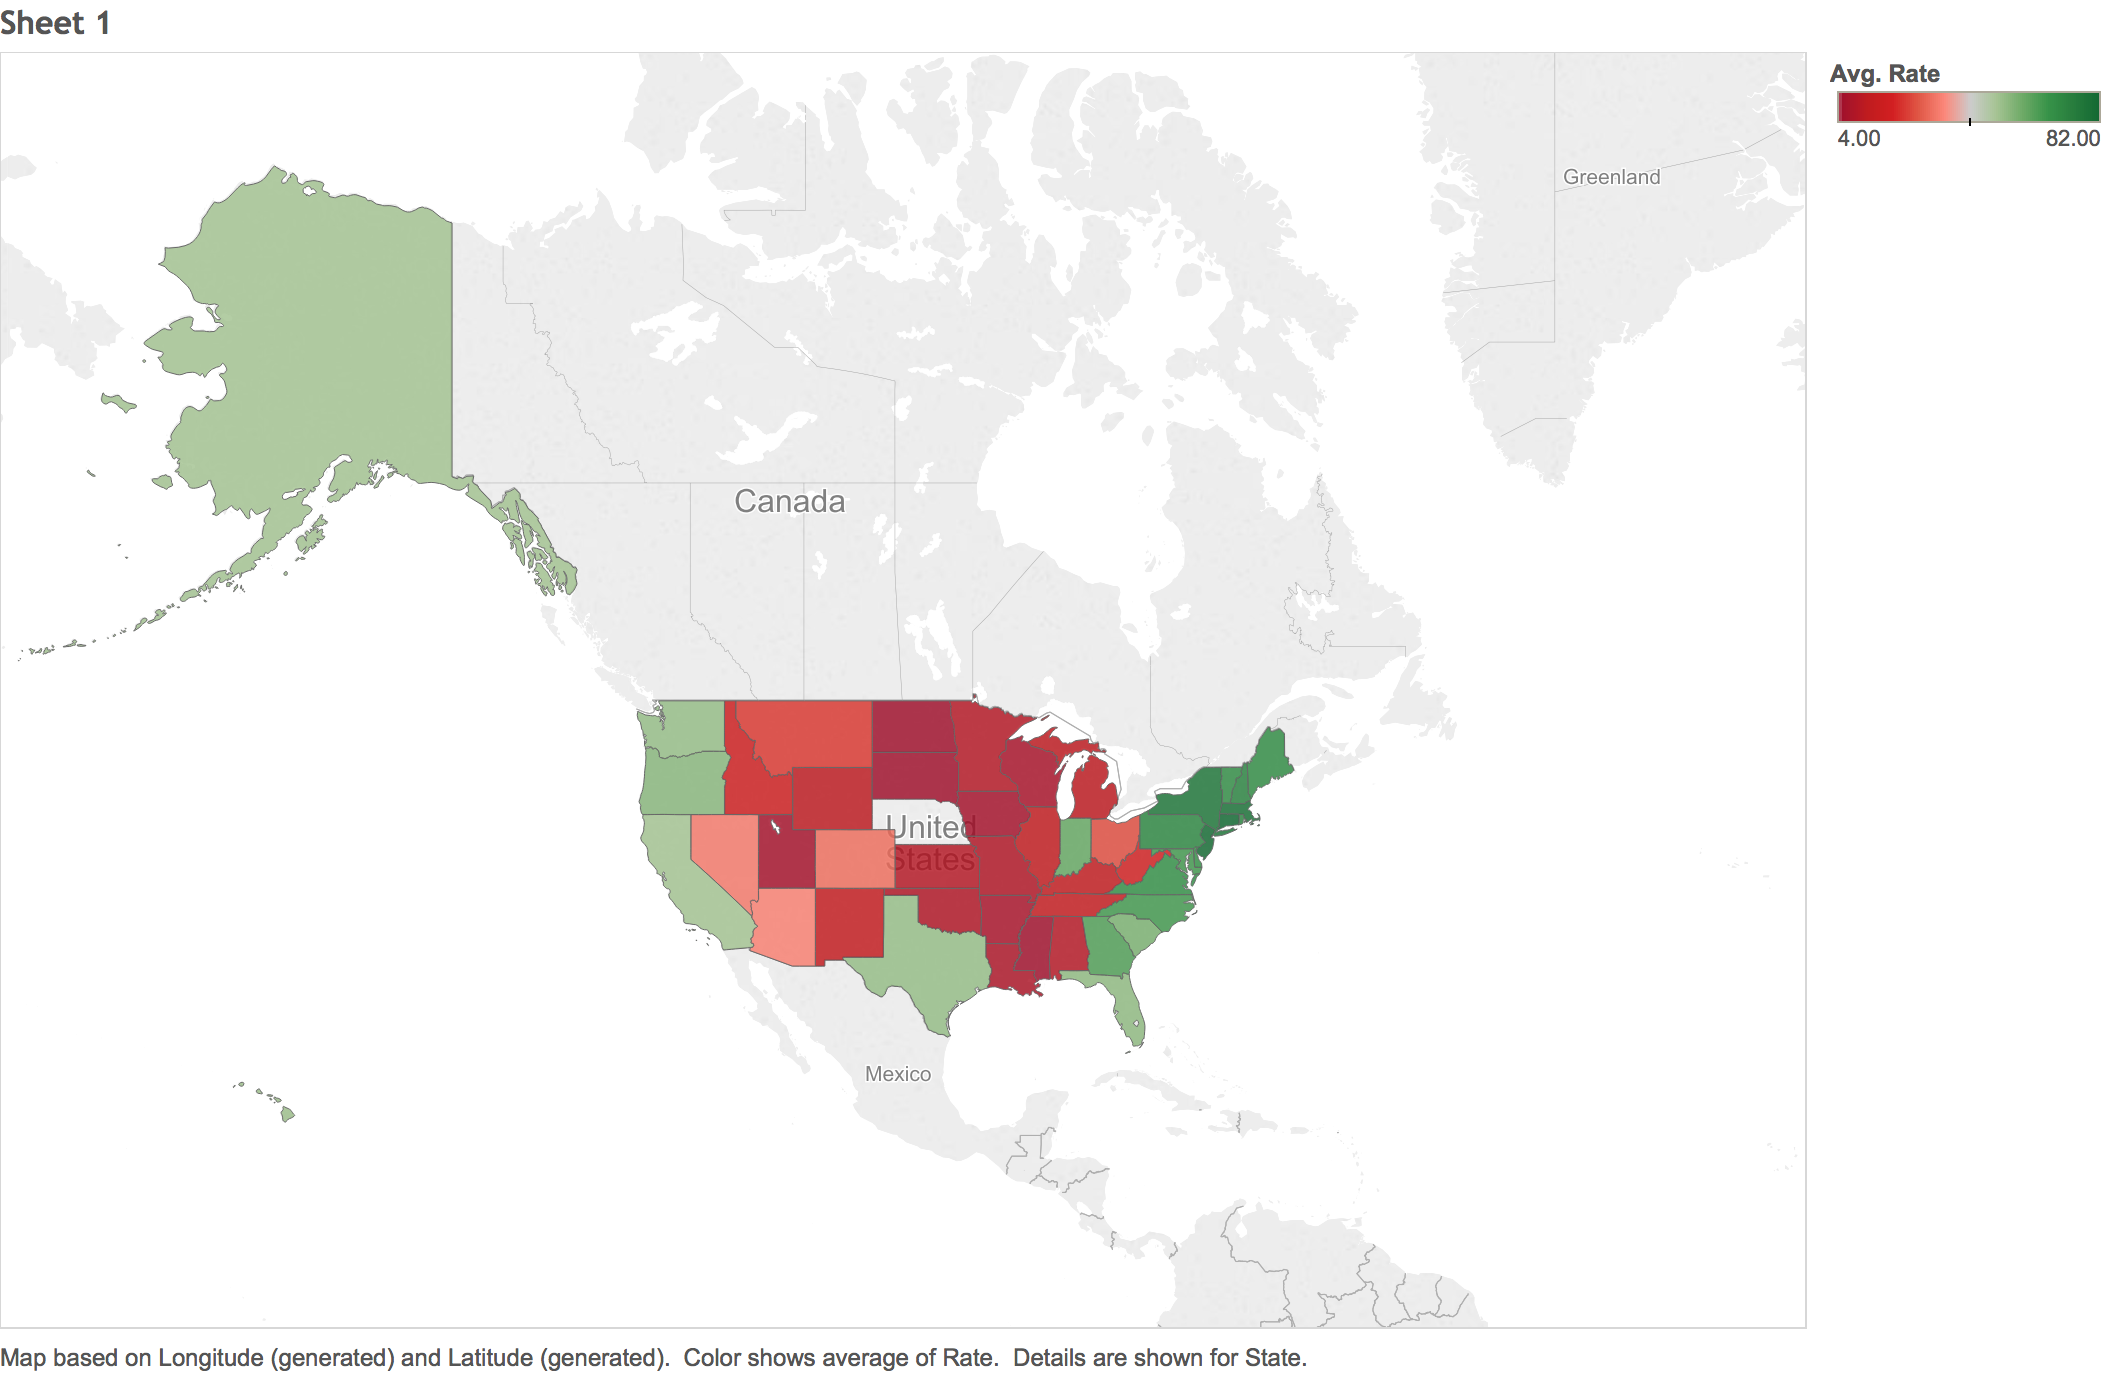 Sheet 1
Avg. Rate
4.00 82.00
Greenland
Canada
United
States
Mexico
Map based on Longitude (generated) and Latitude (generated).  Color shows average of Rate.  Details are shown for State.